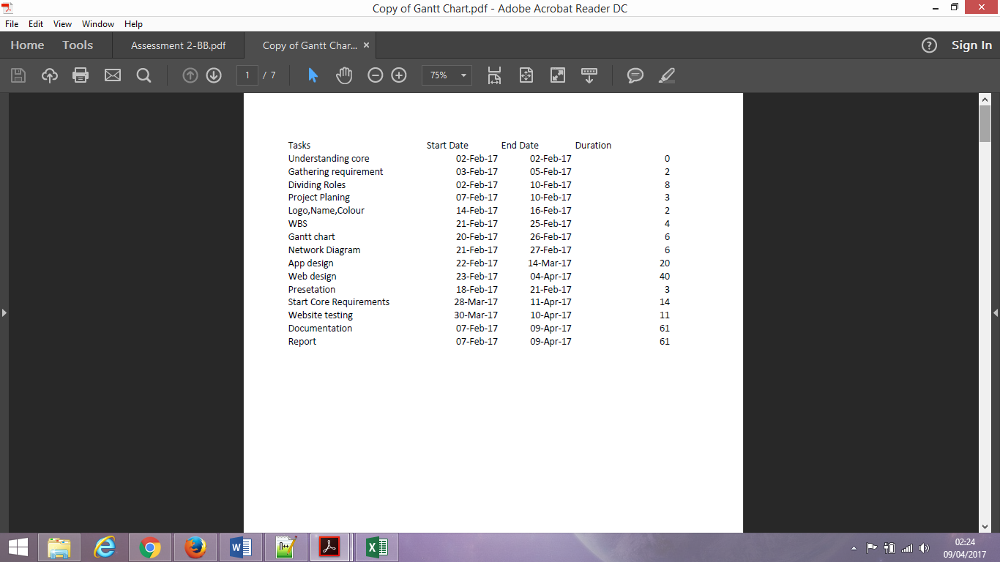 Copy of Gantt Chart.pdf - Adobe Acrobat Reader DC
File Edit View Window Help
Home Tools Assessment 2-BB.pdf Copy of Gantt Char... × ? Sign In
1 / 7 75%
Tasks Start Date End Date Duration
Understanding core 02-Feb-17 02-Feb-17 0
Gathering requirement 03-Feb-17 05-Feb-17 2
Dividing Roles 02-Feb-17 10-Feb-17 8
Project Planing 07-Feb-17 10-Feb-17 3
Logo,Name,Colour 14-Feb-17 16-Feb-17 2
WBS 21-Feb-17 25-Feb-17 4
Gantt chart 20-Feb-17 26-Feb-17 6
Network Diagram 21-Feb-17 27-Feb-17 6
App design 22-Feb-17 14-Mar-17 20
Web design 23-Feb-17 04-Apr-17 40
Presetation 18-Feb-17 21-Feb-17 3
Start Core Requirements 28-Mar-17 11-Apr-17 14
Website testing 30-Mar-17 10-Apr-17 11
Documentation 07-Feb-17 09-Apr-17 61
Report 07-Feb-17 09-Apr-17 61
02:24
09/04/2017